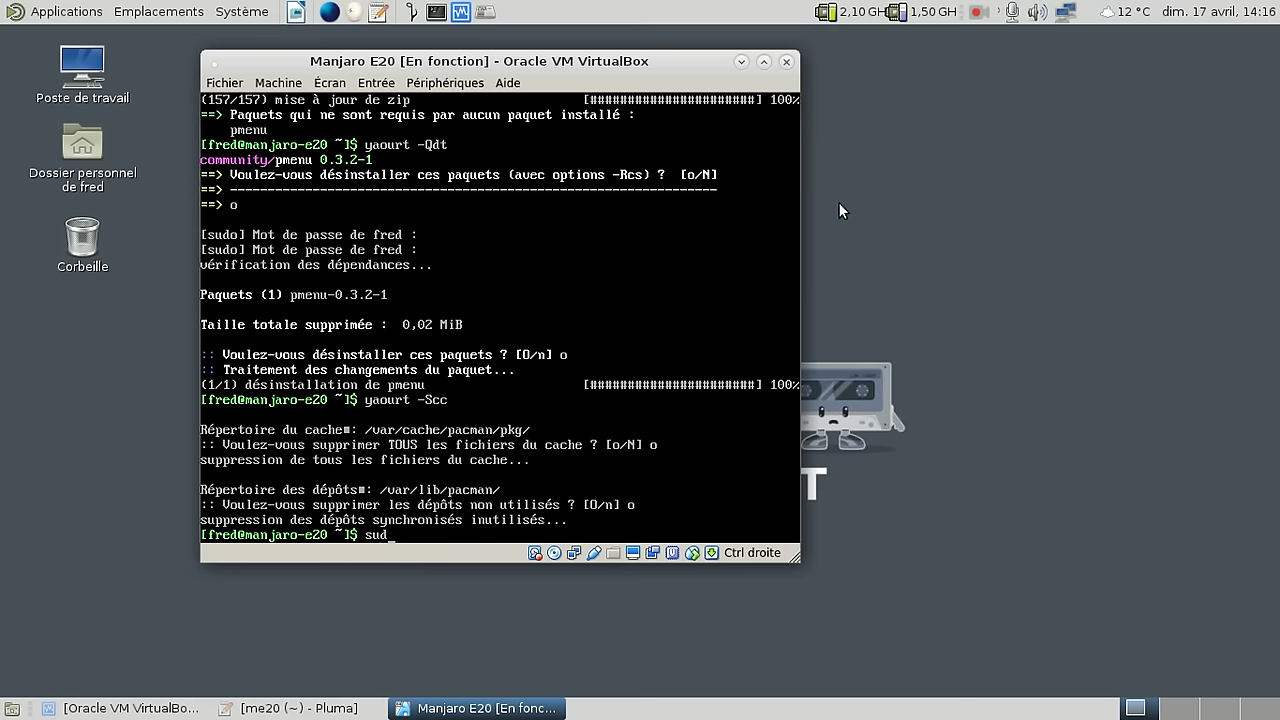 Applications Emplacements Système 2,10 GH 1,50 GH 12 °C dim. 17 avril, 14:16
Poste de travail
Dossier personnel
de fred
Corbeille
Manjaro E20 [En fonction] - Oracle VM VirtualBox
Fichier Machine Écran Entrée Périphériques Aide
(157/157) mise à jour de zip [######################] 100%
==> Paquets qui ne sont requis par aucun paquet installé :
pmenu
[fred@manjaro-e20 ~]$ yaourt -Qdt
community/pmenu 0.3.2-1
==> Voulez-vous désinstaller ces paquets (avec options -Rcs) ? [o/N]
==> -----------------------------------------------------------------
==> o
[sudo] Mot de passe de fred :
[sudo] Mot de passe de fred :
vérification des dépendances...
Paquets (1) pmenu-0.3.2-1
Taille totale supprimée : 0,02 MiB
:: Voulez-vous désinstaller ces paquets ? [O/n] o
:: Traitement des changements du paquet...
(1/1) désinstallation de pmenu [######################] 100%
[fred@manjaro-e20 ~]$ yaourt -Scc
Répertoire du cache : /var/cache/pacman/pkg/
:: Voulez-vous supprimer TOUS les fichiers du cache ? [o/N] o
suppression de tous les fichiers du cache...
Répertoire des dépôts : /var/lib/pacman/
:: Voulez-vous supprimer les dépôts non utilisés ? [O/n] o
suppression des dépôts synchronisés inutilisés...
[fred@manjaro-e20 ~]$ sud_
Ctrl droite
T
[Oracle VM VirtualBo... [me20 (~) - Pluma] Manjaro E20 [En fonc...